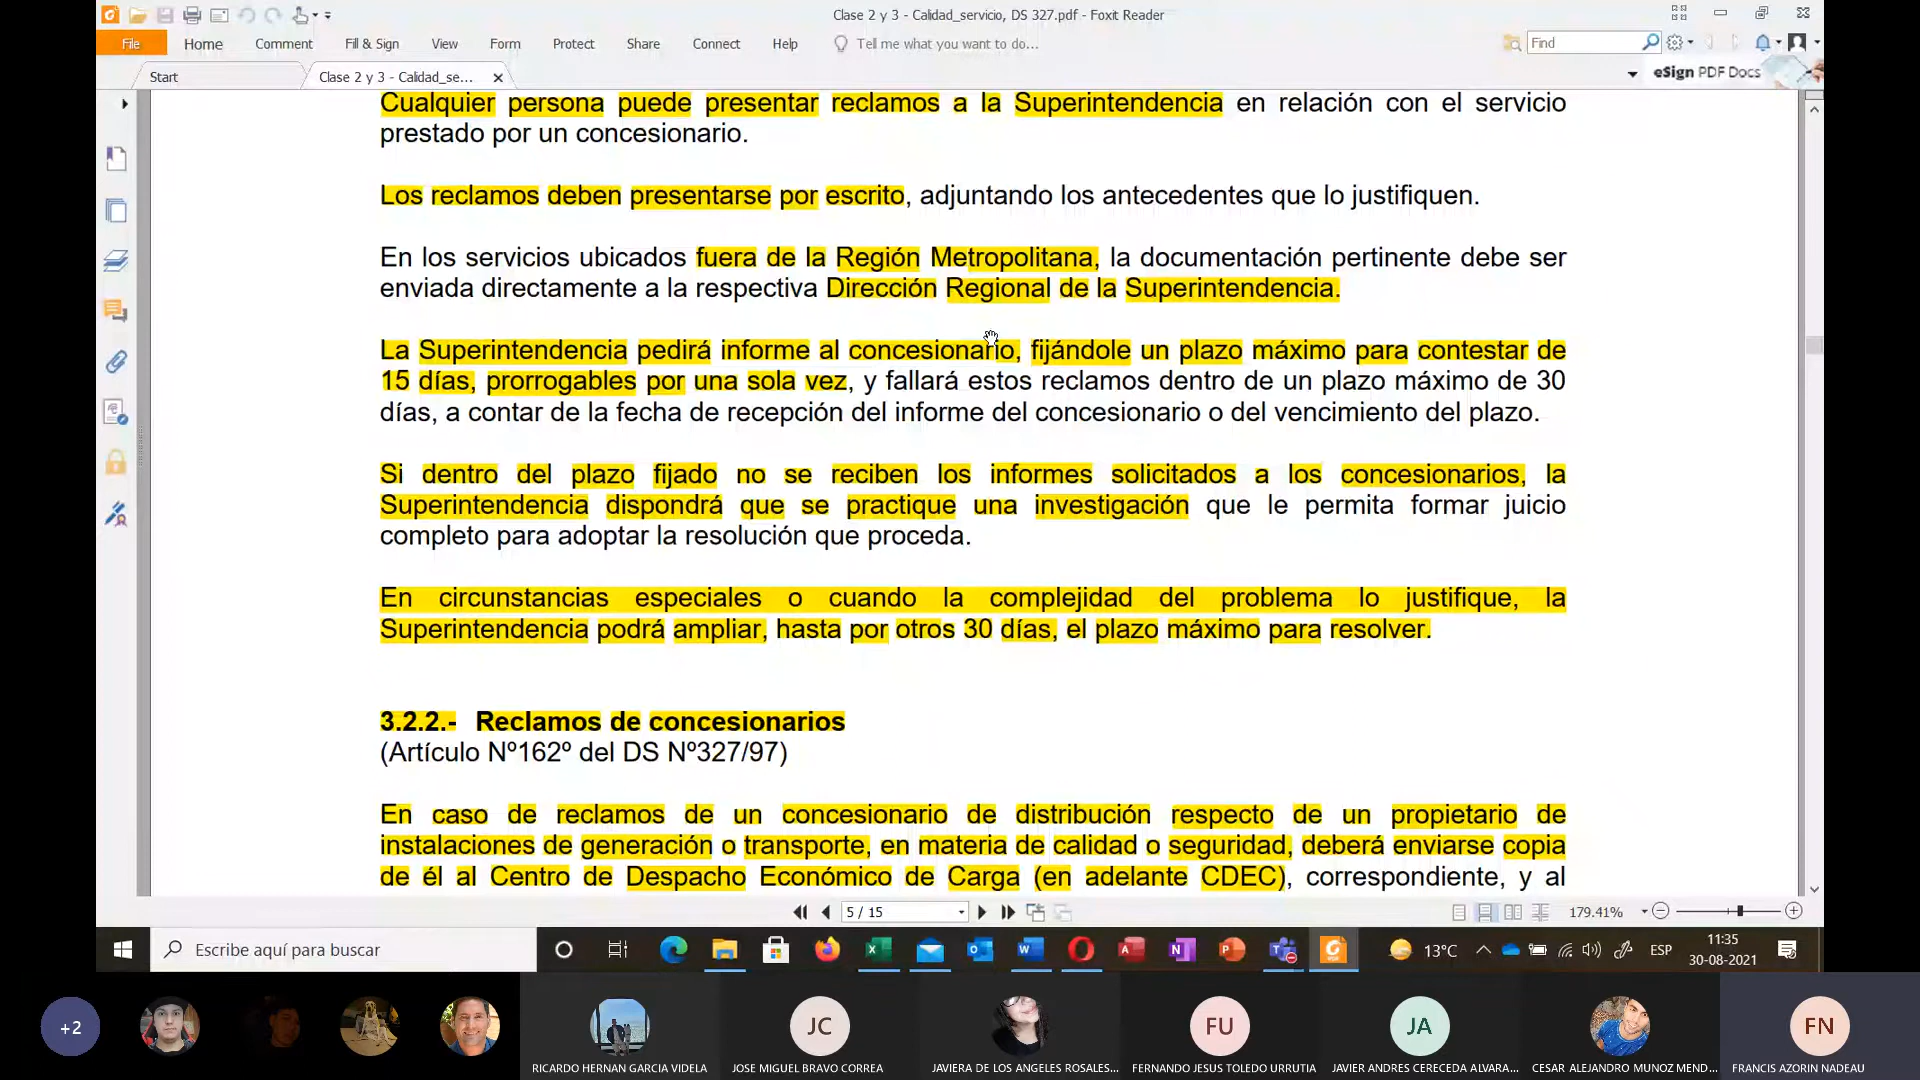 Clase 2 y 3 - Calidad_servicio, DS 327.pdf - Foxit Reader
File Home Comment Fill & Sign View Form Protect Share Connect Help Tell me what you want to do... Find
Start Clase 2 y 3 - Calidad_se... eSign PDF Docs
Cualquier persona puede presentar reclamos a la Superintendencia en relación con el servicio
prestado por un concesionario.
Los reclamos deben presentarse por escrito, adjuntando los antecedentes que lo justifiquen.
En los servicios ubicados fuera de la Región Metropolitana, la documentación pertinente debe ser
enviada directamente a la respectiva Dirección Regional de la Superintendencia.
La Superintendencia pedirá informe al concesionario, fijándole un plazo máximo para contestar de
15 días, prorrogables por una sola vez, y fallará estos reclamos dentro de un plazo máximo de 30
días, a contar de la fecha de recepción del informe del concesionario o del vencimiento del plazo.
Si dentro del plazo fijado no se reciben los informes solicitados a los concesionarios, la
Superintendencia dispondrá que se practique una investigación que le permita formar juicio
completo para adoptar la resolución que proceda.
En circunstancias especiales o cuando la complejidad del problema lo justifique, la
Superintendencia podrá ampliar, hasta por otros 30 días, el plazo máximo para resolver.
3.2.2.- Reclamos de concesionarios
(Artículo Nº162º del DS Nº327/97)
En caso de reclamos de un concesionario de distribución respecto de un propietario de
instalaciones de generación o transporte, en materia de calidad o seguridad, deberá enviarse copia
de él al Centro de Despacho Económico de Carga (en adelante CDEC), correspondiente, y al
5 / 15 179.41%
Escribe aquí para buscar 13°C ESP 11:35
30-08-2021
+2 JC FU JA FN
RICARDO HERNAN GARCIA VIDELA JOSE MIGUEL BRAVO CORREA JAVIERA DE LOS ANGELES ROSALES... FERNANDO JESUS TOLEDO URRUTIA JAVIER ANDRES CERECEDA ALVARA... CESAR ALEJANDRO MUNOZ MEND... FRANCIS AZORIN NADEAU